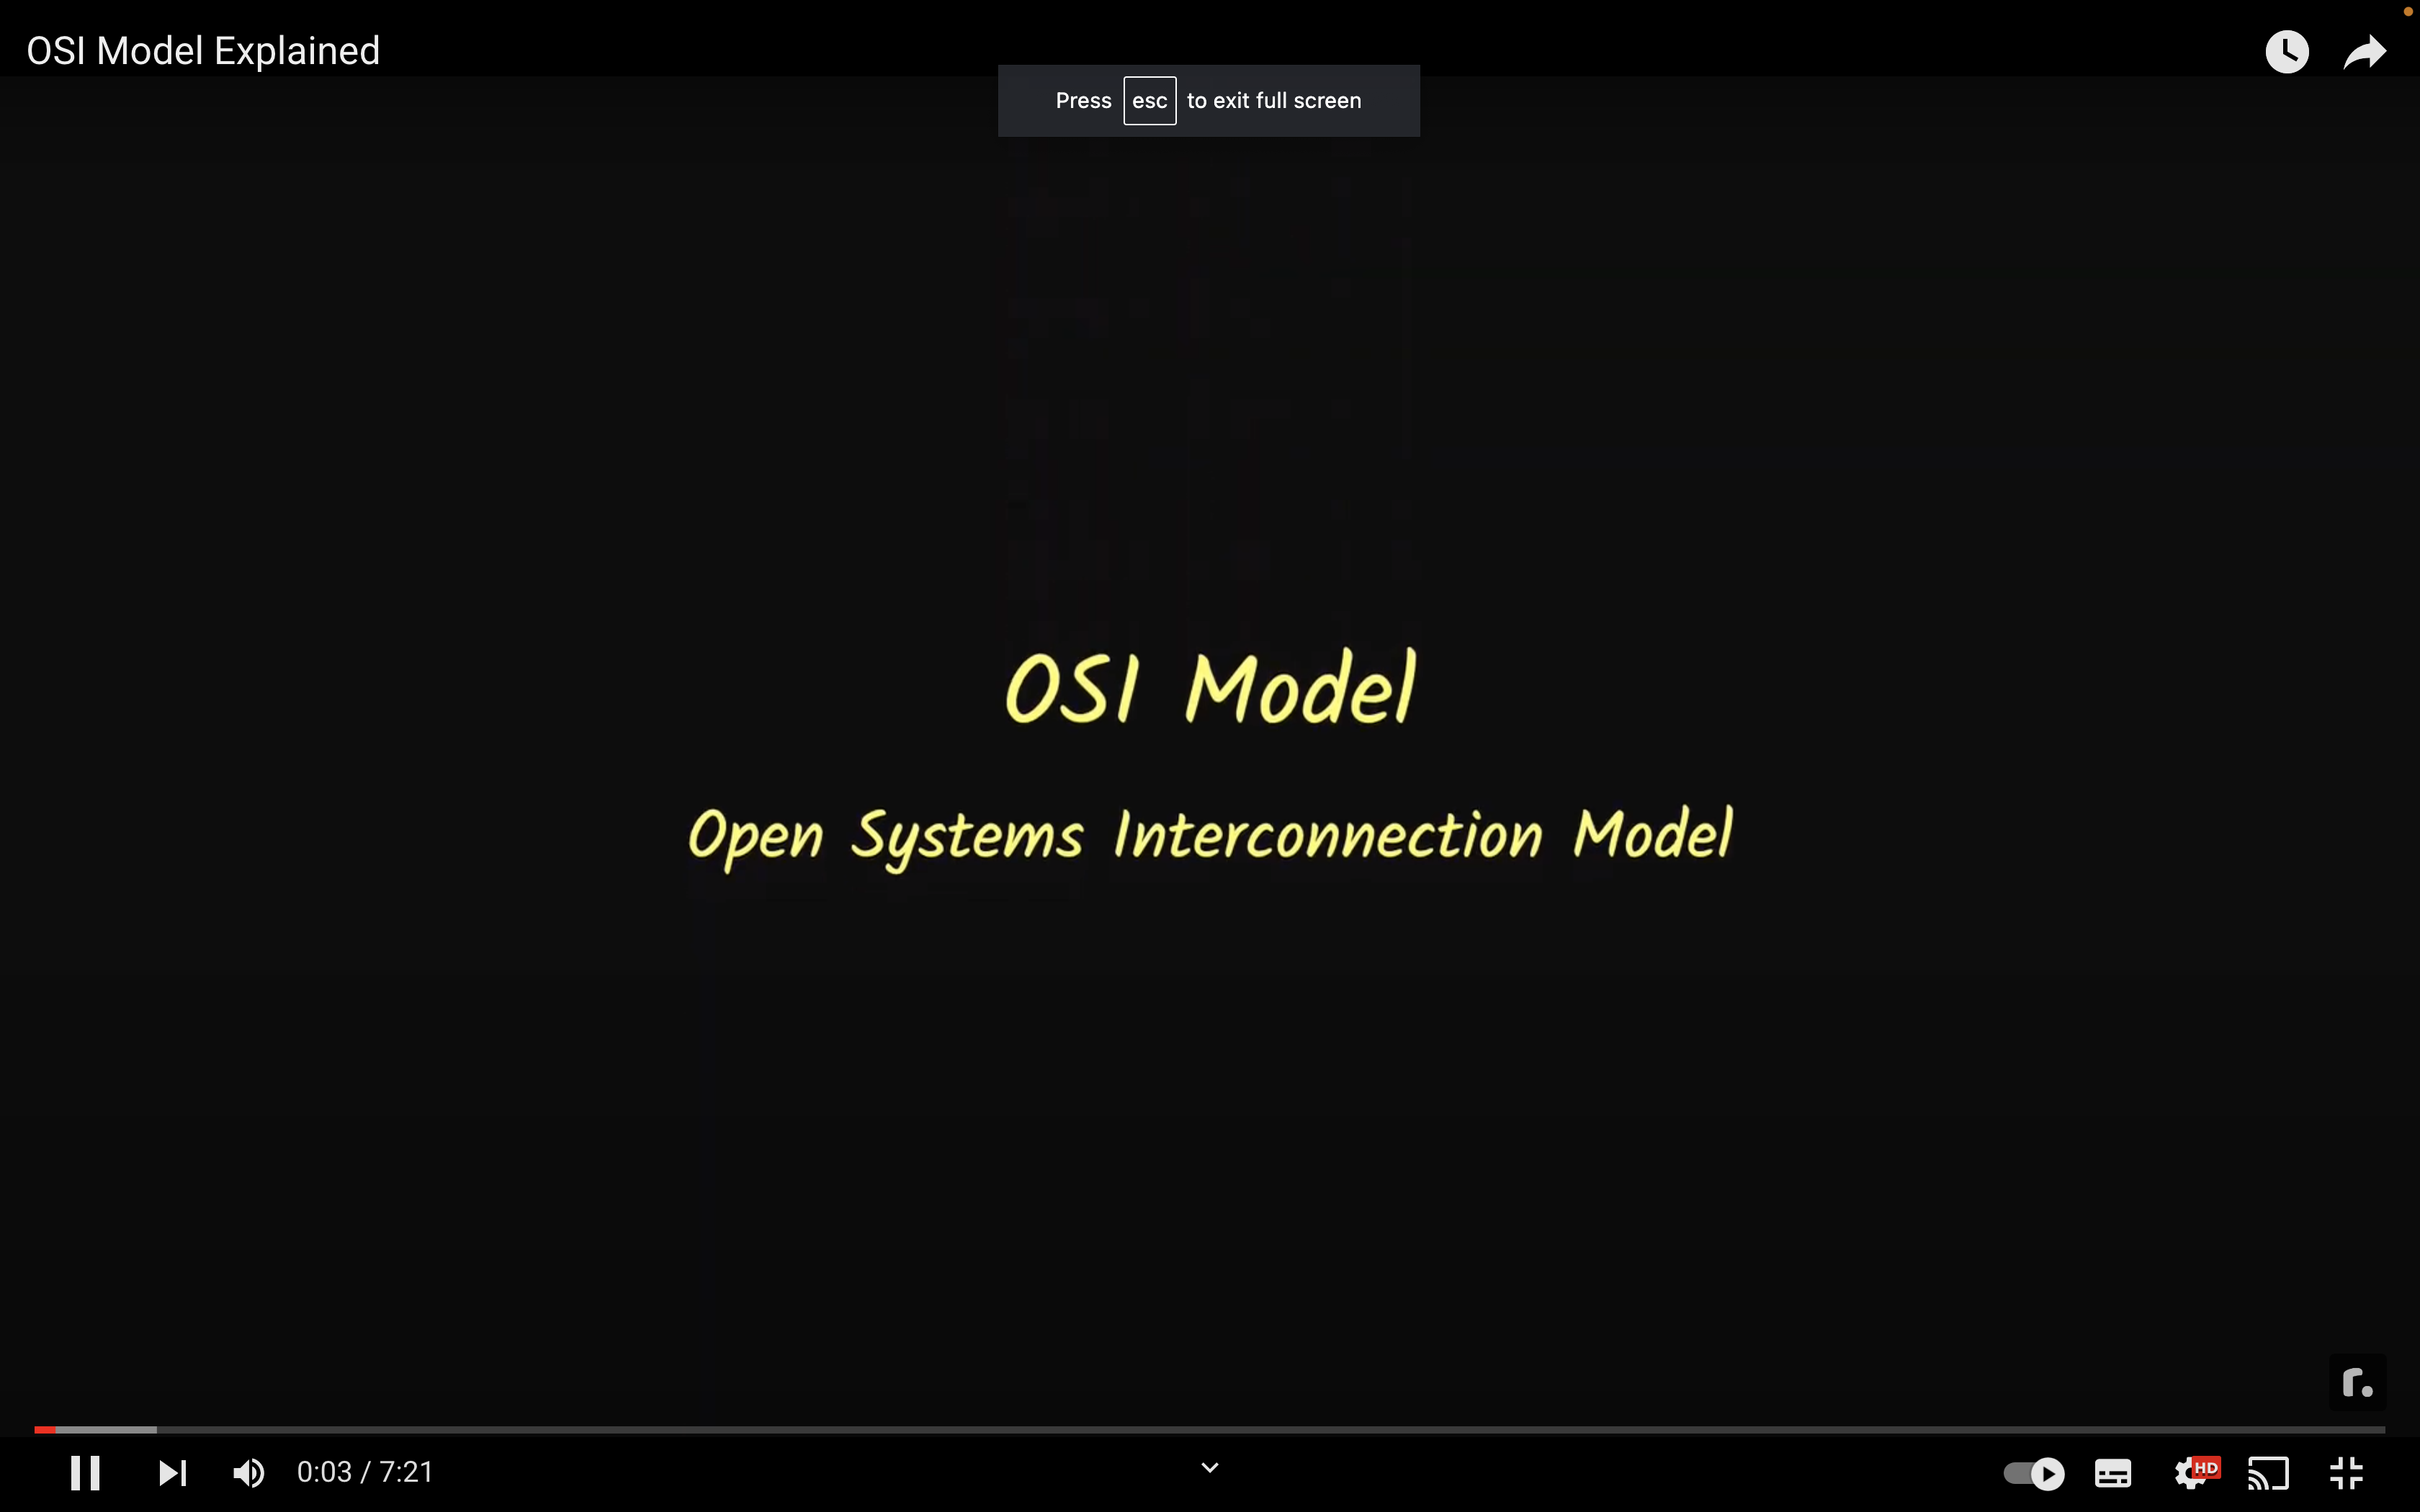 OSI Model Explained
Press esc to exit full screen
OSI Model
Open Systems Interconnection Model
r.
0:03 / 7:21
HD